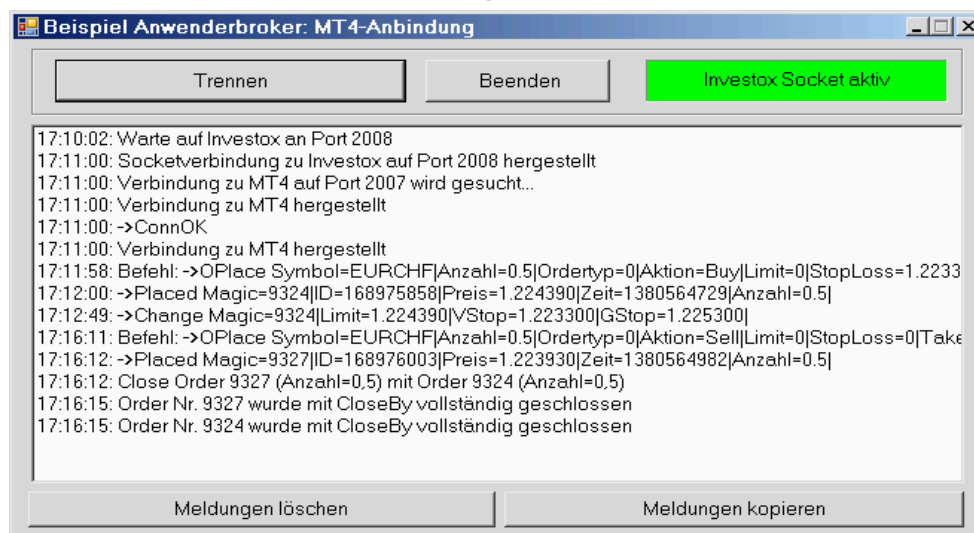 Beispiel Anwenderbroker: MT4-Anbindung
Trennen
Beenden
Investox Socket aktiv
17:10:02: Warte auf Investox an Port 2008
17:11:00: Socketverbindung zu Investox auf Port 2008 hergestellt
17:11:00: Verbindung zu MT4 auf Port 2007 wird gesucht...
17:11:00: Verbindung zu MT4 hergestellt
17:11:00: ->ConnOK
17:11:00: Verbindung zu MT4 hergestellt
17:11:58: Befehl: ->OPlace Symbol=EURCHF|Anzahl=0.5|Ordertyp=0|Aktion=Buy|Limit=0|StopLoss=1.2233
17:12:00: ->Placed Magic=9324|ID=168975858|Preis=1.224390|Zeit=1380564729|Anzahl=0.5|
17:12:49: ->Change Magic=9324|Limit=1.224390|VStop=1.223300|GStop=1.225300|
17:16:11: Befehl: ->OPlace Symbol=EURCHF|Anzahl=0.5|Ordertyp=0|Aktion=Sell|Limit=0|StopLoss=0|Take
17:16:12: ->Placed Magic=9327|ID=168976003|Preis=1.223930|Zeit=1380564982|Anzahl=0.5|
17:16:12: Close Order 9327 (Anzahl=0,5) mit Order 9324 (Anzahl=0,5)
17:16:15: Order Nr. 9327 wurde mit CloseBy vollständig geschlossen
17:16:15: Order Nr. 9324 wurde mit CloseBy vollständig geschlossen
Meldungen löschen
Meldungen kopieren